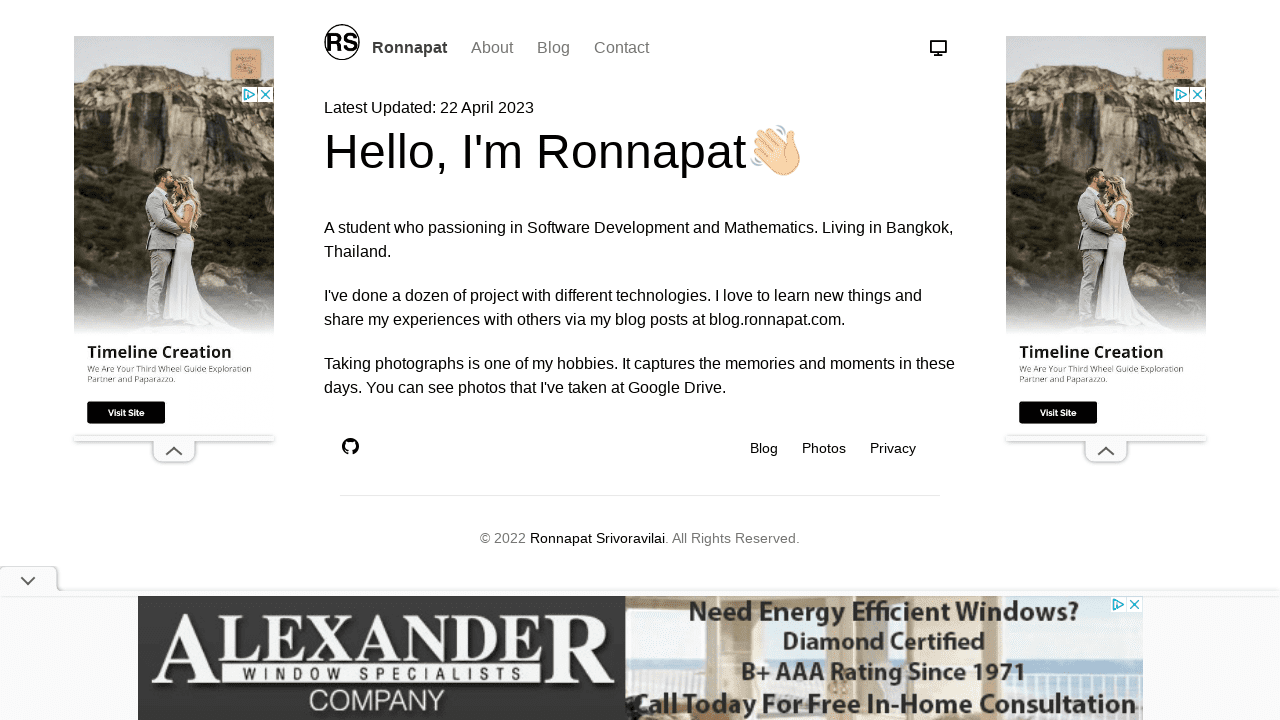 RS
Ronnapat About Blog Contact
Latest Updated: 22 April 2023
Hello, I'm Ronnapat👋🏻
A student who passioning in Software Development and Mathematics. Living in Bangkok,
Thailand.
I've done a dozen of project with different technologies. I love to learn new things and
share my experiences with others via my blog posts at blog.ronnapat.com.
Taking photographs is one of my hobbies. It captures the memories and moments in these
days. You can see photos that I've taken at Google Drive.
Blog Photos Privacy
© 2022 Ronnapat Srivoravilai. All Rights Reserved.
Timeline Creation
We Are Your Third Wheel Guide Exploration
Partner and Paparazzo.
Visit Site
Timeline Creation
We Are Your Third Wheel Guide Exploration
Partner and Paparazzo.
Visit Site
ALEXANDER
WINDOW SPECIALISTS
COMPANY
Need Energy Efficient Windows?
Diamond Certified
B+ AAA Rating Since 1971
Call Today For Free In-Home Consultation